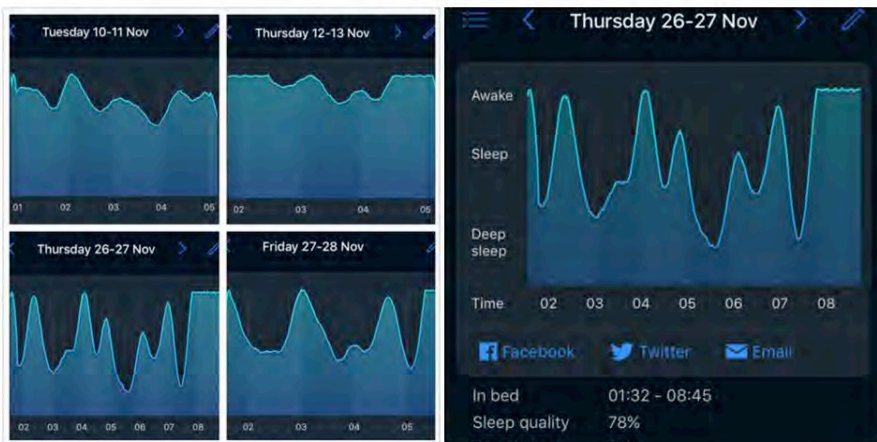 Tuesday 10-11 Nov
01 02 03 04 05
Thursday 12-13 Nov
02 03 04 05
Thursday 26-27 Nov
02 03 04 05 06 07 08
Friday 27-28 Nov
02 03 04 05
Thursday 26-27 Nov
Awake
Sleep
Deep
sleep
Time 02 03 04 05 06 07 08
Facebook Twitter Email
In bed 01:32 - 08:45
Sleep quality 78%